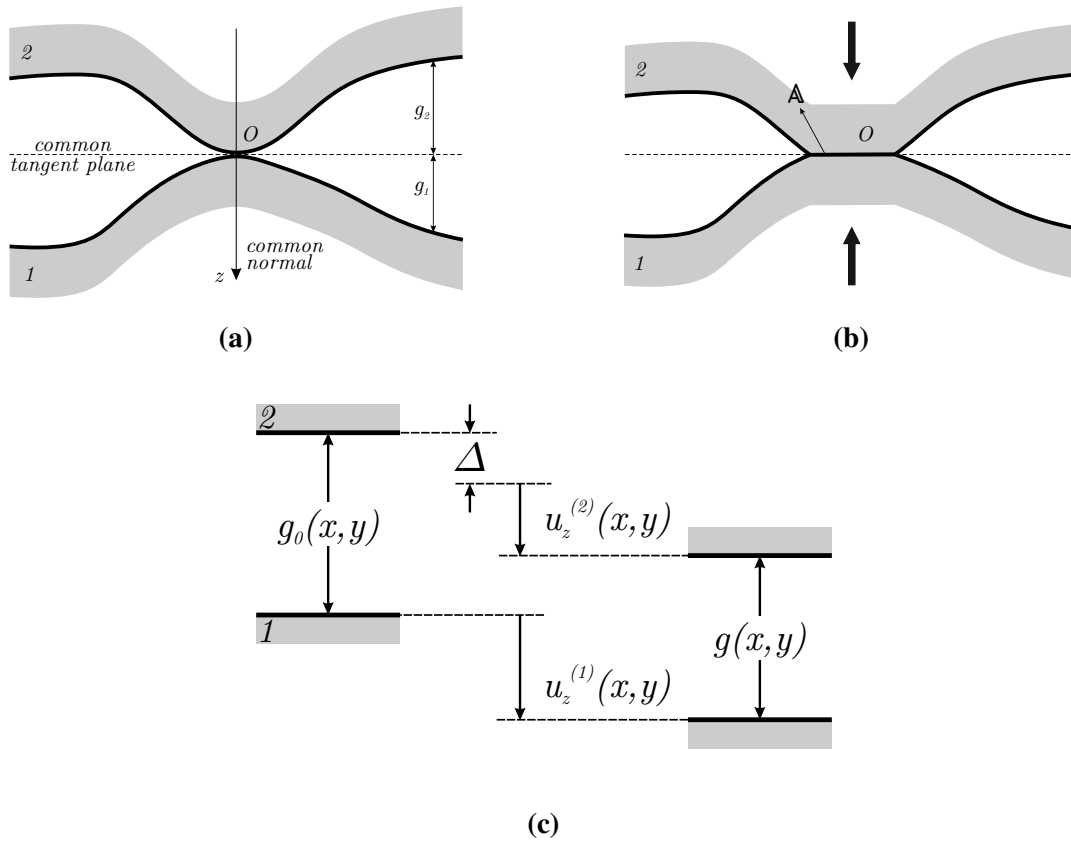 2
O
g₂
common
tangent plane
g₁
common
normal
z
1
(a)
2
𝔸
O
1
(b)
2
Δ
g₀(x,y)
u_z^(2)(x,y)
1
g(x,y)
u_z^(1)(x,y)
(c)